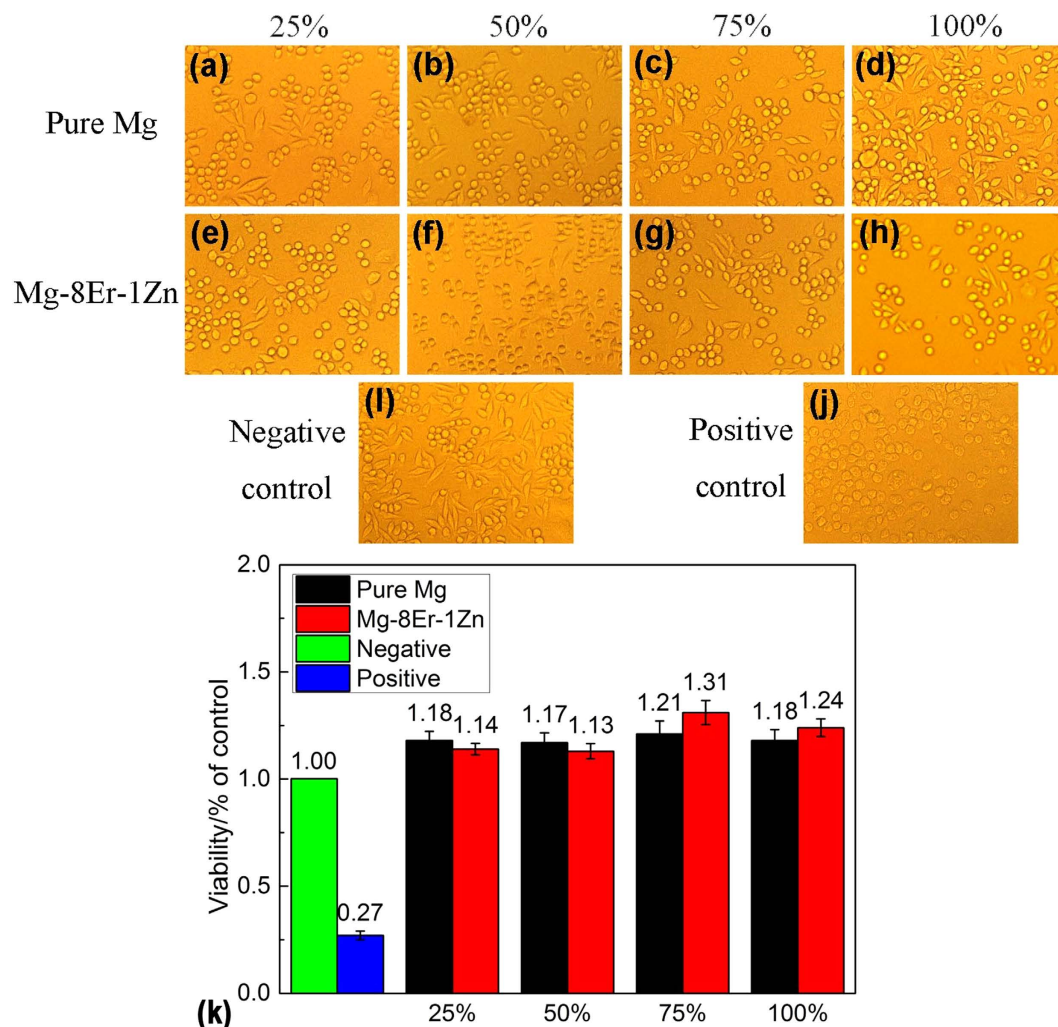 25% 50% 75% 100%
Pure Mg
(a) (b) (c) (d)
Mg-8Er-1Zn
(e) (f) (g) (h)
Negative
control
(l)
Positive
control
(j)
Viability/% of control
2.0
1.5
1.0
0.5
0.0
Pure Mg
Mg-8Er-1Zn
Negative
Positive
1.00
0.27
1.18 1.14
1.17 1.13
1.21 1.31
1.18 1.24
25% 50% 75% 100%
(k)